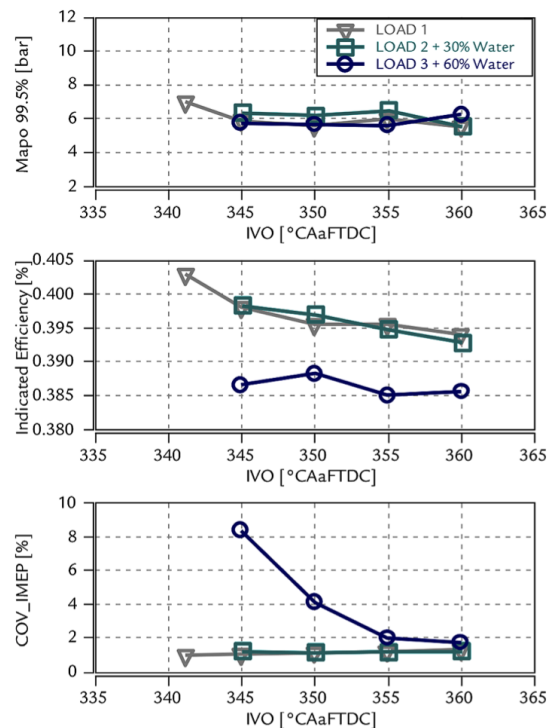 Mapo 99.5% [bar]
12
10
8
6
4
2
LOAD 1
LOAD 2 + 30% Water
LOAD 3 + 60% Water
335 340 345 350 355 360 365
IVO [°CAaFTDC]
Indicated Efficiency [%]
0.405
0.400
0.395
0.390
0.385
0.380
335 340 345 350 355 360 365
IVO [°CAaFTDC]
COV_IMEP [%]
10
8
6
4
2
0
335 340 345 350 355 360 365
IVO [°CAaFTDC]